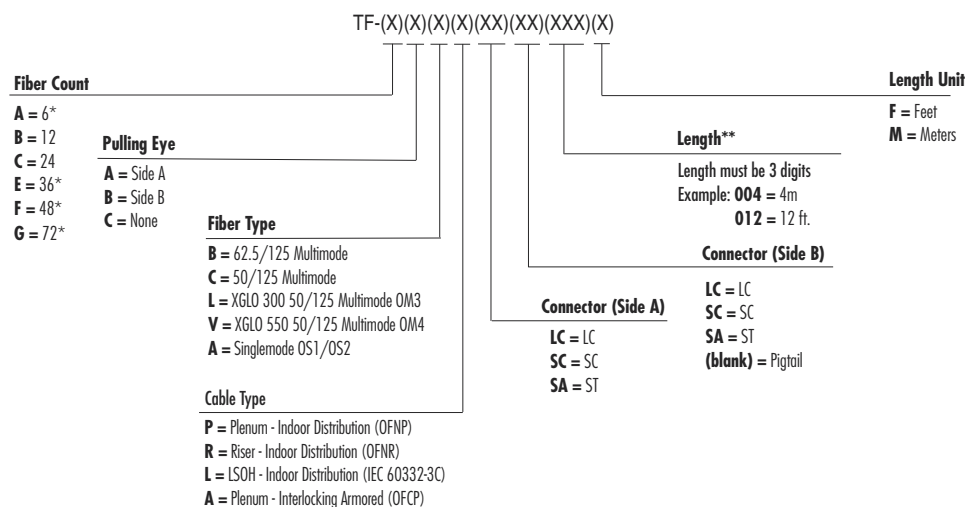 TF-(X)(X)(X)(X)(XX)(XX)(XXX)(X)
Fiber Count
A = 6*
B = 12
C = 24
E = 36*
F = 48*
G = 72*
Pulling Eye
A = Side A
B = Side B
C = None
Fiber Type
B = 62.5/125 Multimode
C = 50/125 Multimode
L = XGLO 300 50/125 Multimode OM3
V = XGLO 550 50/125 Multimode OM4
A = Singlemode OS1/OS2
Cable Type
P = Plenum - Indoor Distribution (OFNP)
R = Riser - Indoor Distribution (OFNR)
L = LSOH - Indoor Distribution (IEC 60332-3C)
A = Plenum - Interlocking Armored (OFCP)
Connector (Side A)
LC = LC
SC = SC
SA = ST
Connector (Side B)
LC = LC
SC = SC
SA = ST
(blank) = Pigtail
Length**
Length must be 3 digits
Example: 004 = 4m
012 = 12 ft.
Length Unit
F = Feet
M = Meters